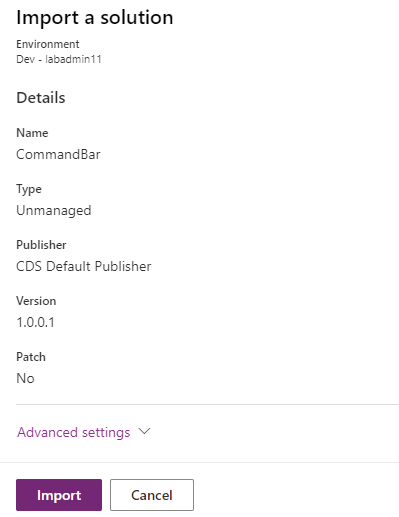 Import a solution
Environment
Dev - labadmin11
Details
Name
CommandBar
Type
Unmanaged
Publisher
CDS Default Publisher
Version
1.0.0.1
Patch
No
Advanced settings
Import Cancel